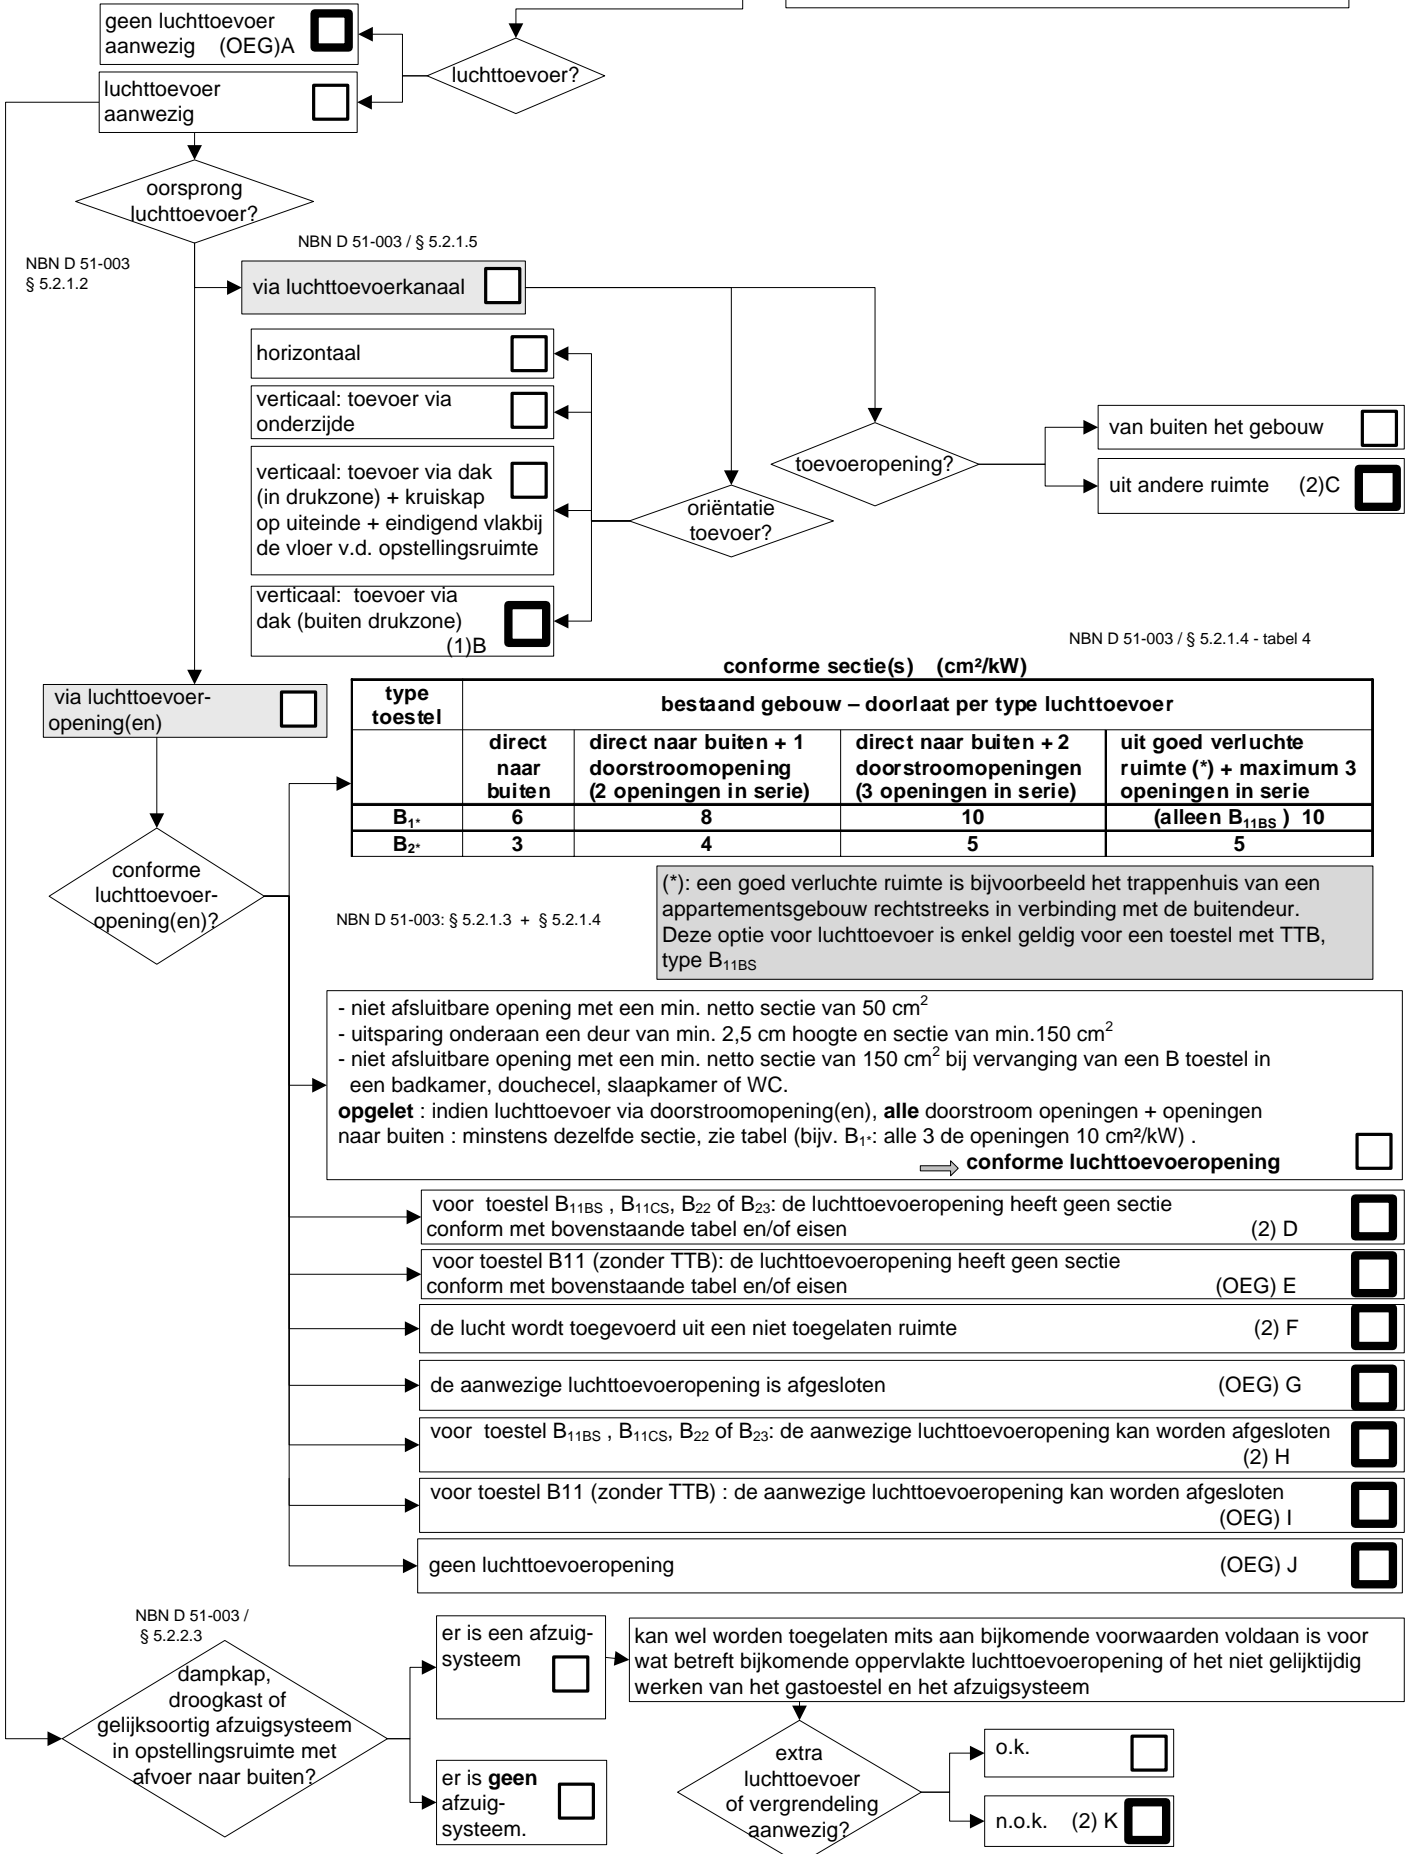 geen luchttoevoer
aanwezig (OEG)A
luchttoevoer?
luchttoevoer
aanwezig
oorsprong
luchttoevoer?
NBN D 51-003 / § 5.2.1.5
NBN D 51-003
§ 5.2.1.2
via luchttoevoerkanaal
horizontaal
verticaal: toevoer via
onderzijde
verticaal: toevoer via dak
(in drukzone) + kruiskap
op uiteinde + eindigend vlakbij
de vloer v.d. opstellingsruimte
verticaal: toevoer via
dak (buiten drukzone)
(1)B
oriëntatie
toevoer?
toevoeropening?
van buiten het gebouw
uit andere ruimte (2)C
NBN D 51-003 / § 5.2.1.4 - tabel 4
via luchttoevoer-
opening(en)
conforme sectie(s) (cm²/kW)
type
toestel
bestaand gebouw – doorlaat per type luchttoevoer
direct
naar
buiten
direct naar buiten + 1
doorstroomopening
(2 openingen in serie)
direct naar buiten + 2
doorstroomopeningen
(3 openingen in serie)
uit goed verluchte
ruimte (*) + maximum 3
openingen in serie
B1* 6 8 10 (alleen B11BS ) 10
B2* 3 4 5 5
conforme
luchttoevoer-
opening(en)?
NBN D 51-003: § 5.2.1.3 + § 5.2.1.4
(*): een goed verluchte ruimte is bijvoorbeeld het trappenhuis van een
appartementsgebouw rechtstreeks in verbinding met de buitendeur.
Deze optie voor luchttoevoer is enkel geldig voor een toestel met TTB,
type B11BS
- niet afsluitbare opening met een min. netto sectie van 50 cm2
- uitsparing onderaan een deur van min. 2,5 cm hoogte en sectie van min.150 cm2
- niet afsluitbare opening met een min. netto sectie van 150 cm2 bij vervanging van een B toestel in
een badkamer, douchecel, slaapkamer of WC.
opgelet : indien luchttoevoer via doorstroomopening(en), alle doorstroom openingen + openingen
naar buiten : minstens dezelfde sectie, zie tabel (bijv. B1*: alle 3 de openingen 10 cm²/kW) .
conforme luchttoevoeropening
voor toestel B11BS , B11CS, B22 of B23: de luchttoevoeropening heeft geen sectie
conform met bovenstaande tabel en/of eisen (2) D
voor toestel B11 (zonder TTB): de luchttoevoeropening heeft geen sectie
conform met bovenstaande tabel en/of eisen (OEG) E
de lucht wordt toegevoerd uit een niet toegelaten ruimte (2) F
de aanwezige luchttoevoeropening is afgesloten (OEG) G
voor toestel B11BS , B11CS, B22 of B23: de aanwezige luchttoevoeropening kan worden afgesloten
(2) H
voor toestel B11 (zonder TTB) : de aanwezige luchttoevoeropening kan worden afgesloten
(OEG) I
geen luchttoevoeropening (OEG) J
NBN D 51-003 /
§ 5.2.2.3
dampkap,
droogkast of
gelijksoortig afzuigsysteem
in opstellingsruimte met
afvoer naar buiten?
er is een afzuig-
systeem
er is geen
afzuig-
systeem.
kan wel worden toegelaten mits aan bijkomende voorwaarden voldaan is voor
wat betreft bijkomende oppervlakte luchttoevoeropening of het niet gelijktijdig
werken van het gastoestel en het afzuigsysteem
extra
luchttoevoer
of vergrendeling
aanwezig?
o.k.
n.o.k. (2) K